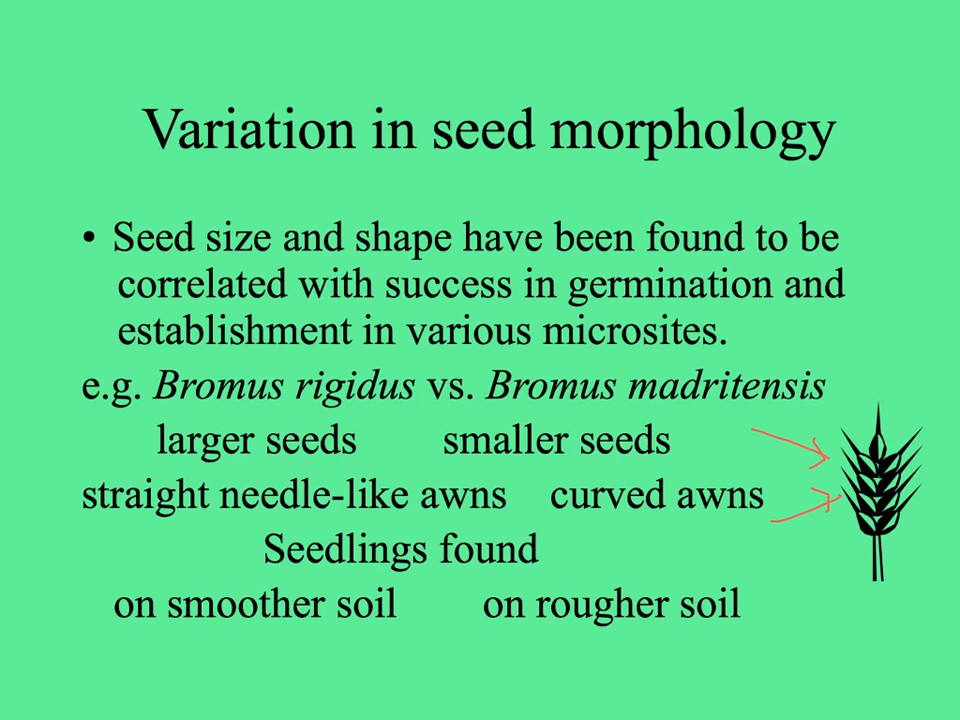 Variation in seed morphology
• Seed size and shape have been found to be
correlated with success in germination and
establishment in various microsites.
e.g. Bromus rigidus vs. Bromus madritensis
larger seeds smaller seeds
straight needle-like awns curved awns
Seedlings found
on smoother soil on rougher soil